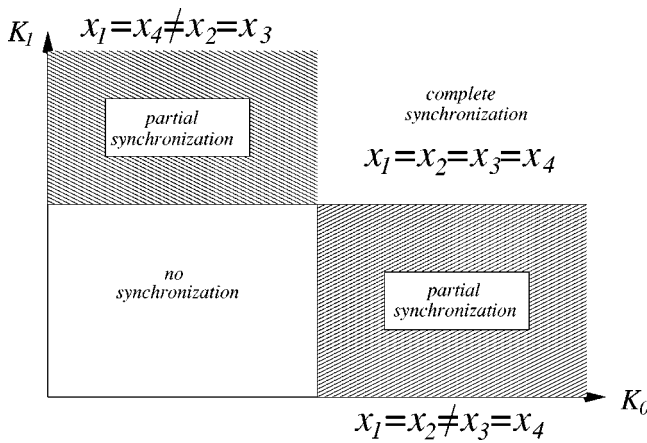 K₁
x₁=x₄≠x₂=x₃
partial
synchronization
complete
synchronization
x₁=x₂=x₃=x₄
no
synchronization
partial
synchronization
K₀
x₁=x₂≠x₃=x₄